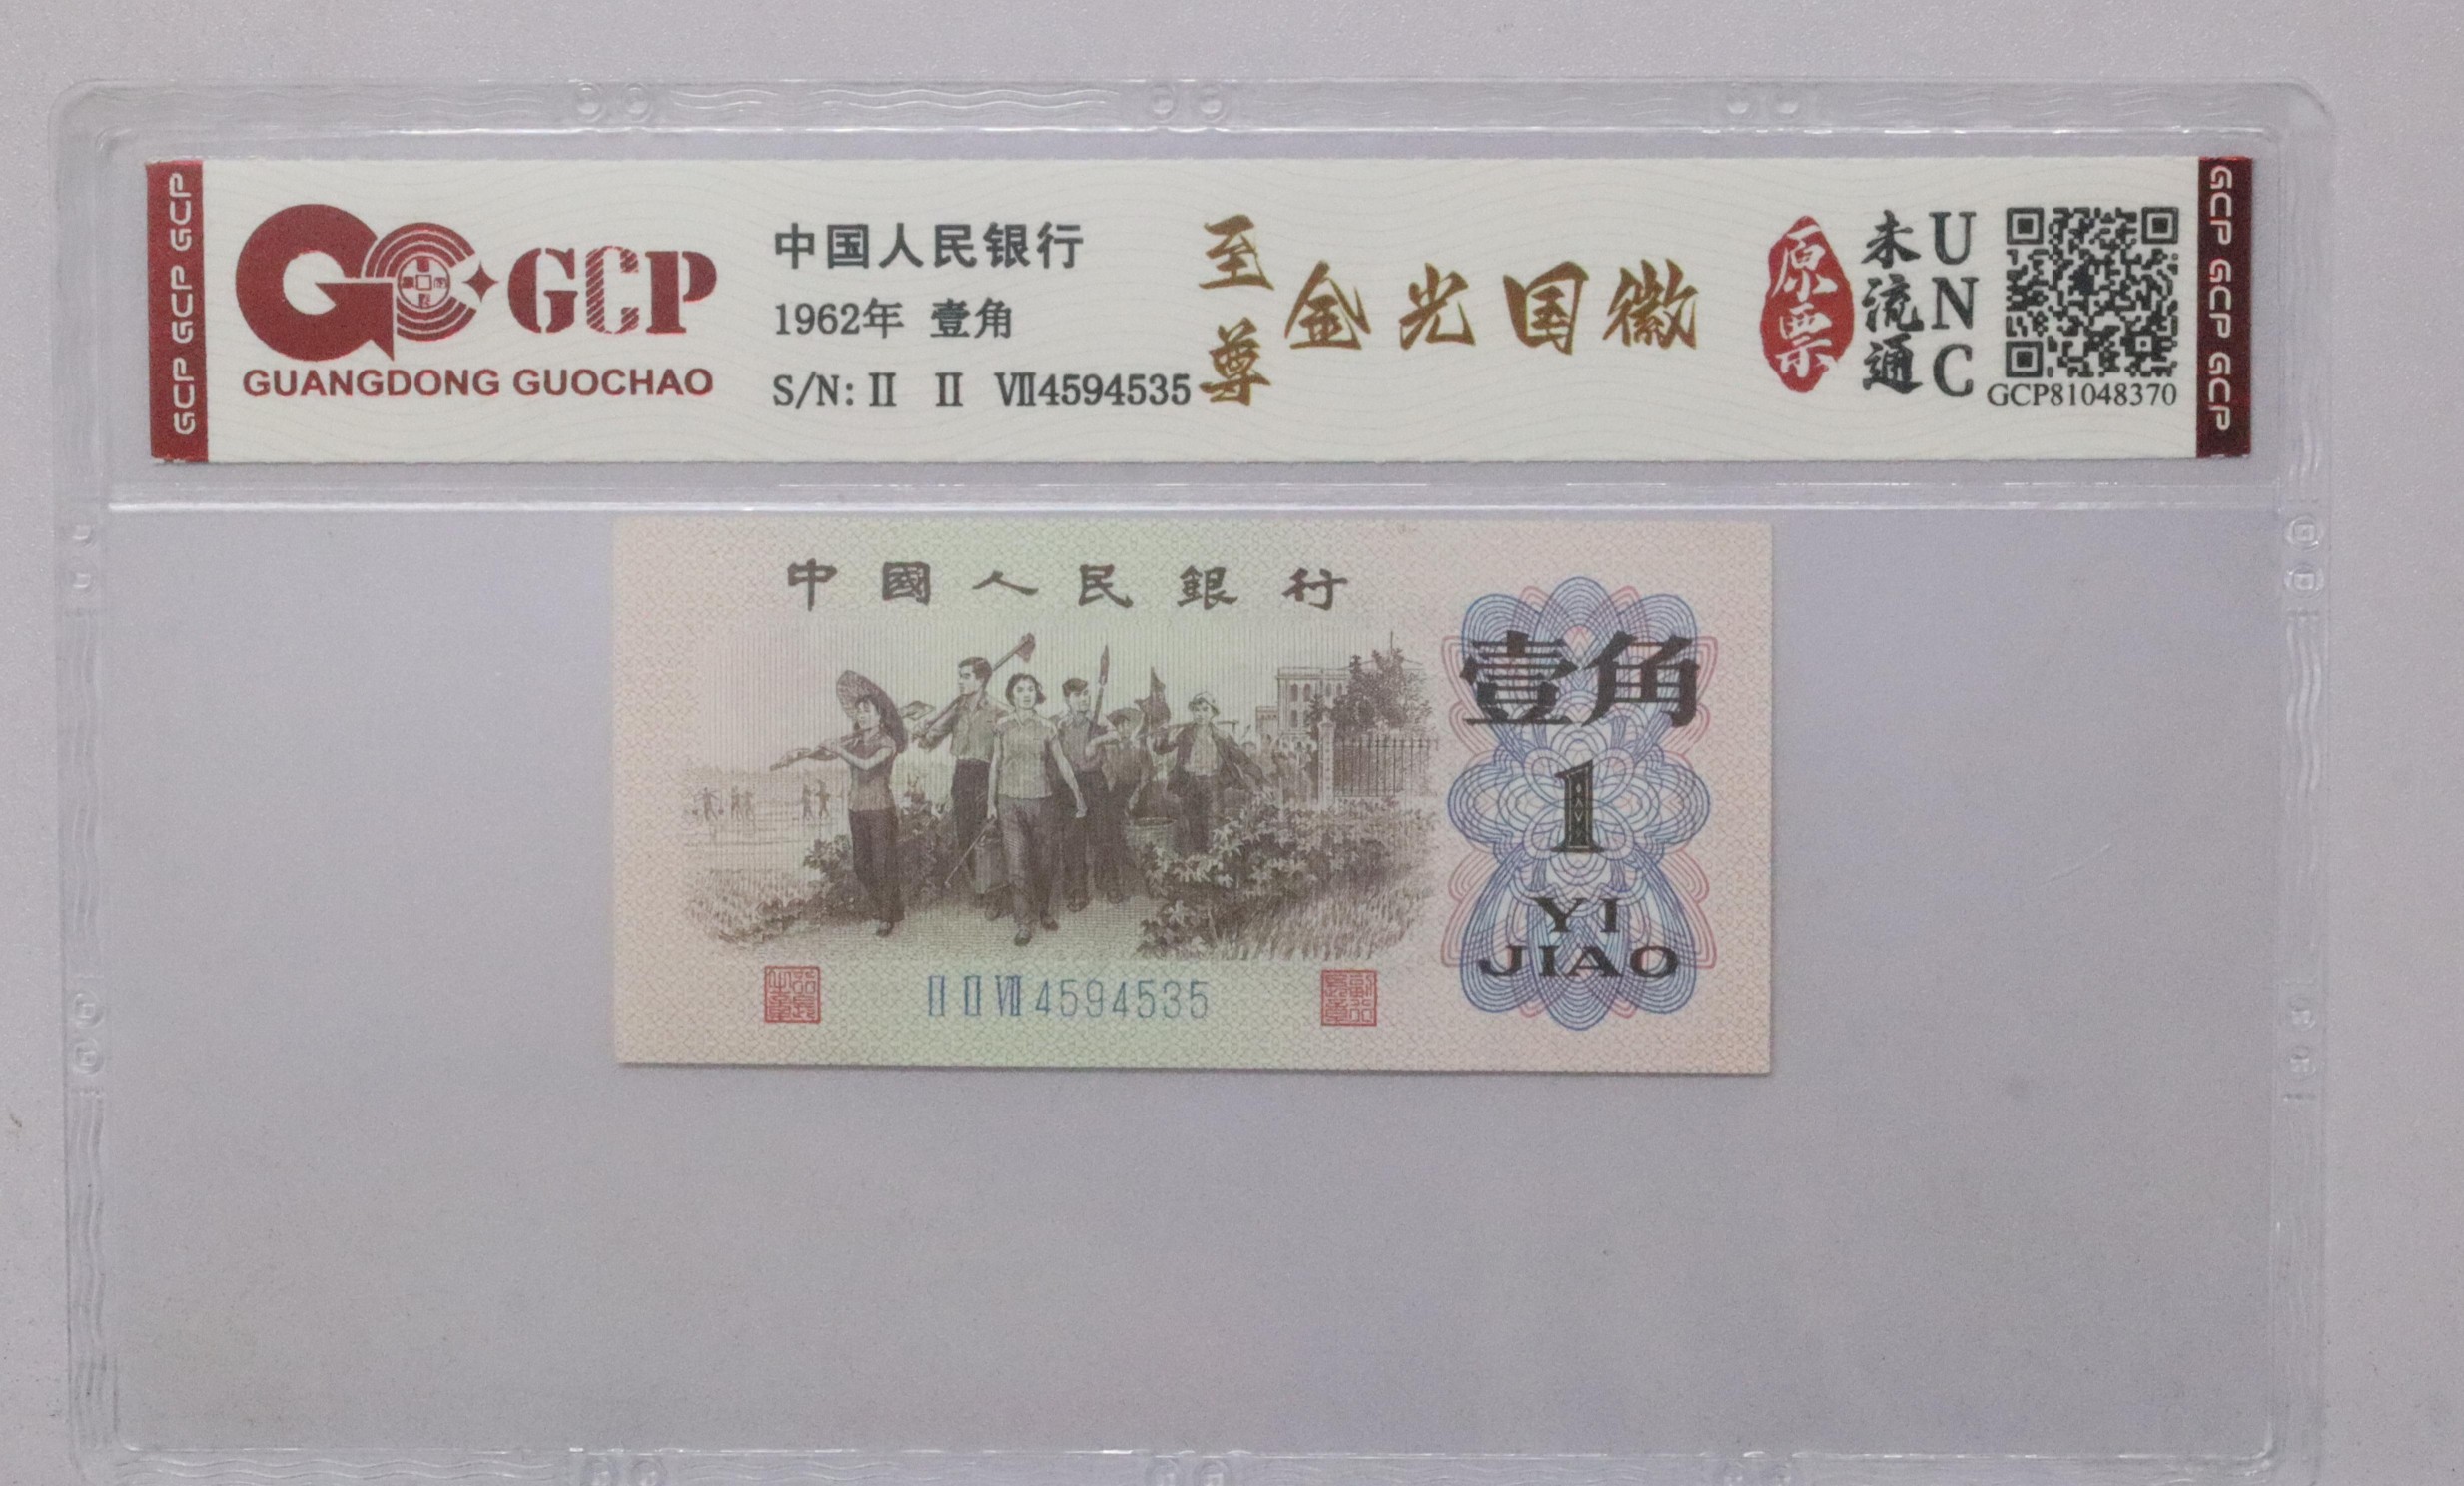 GCP GCP GCP
GCP
GUANGDONG GUOCHAO
中国人民银行
1962年 壹角
S/N: II II VII4594535
至尊
金光国徽
原票
未流通
UNC
GCP81048370
GCP GCP GCP
中國人民銀行
壹角
1
YI
JIAO
II II VII 4594535